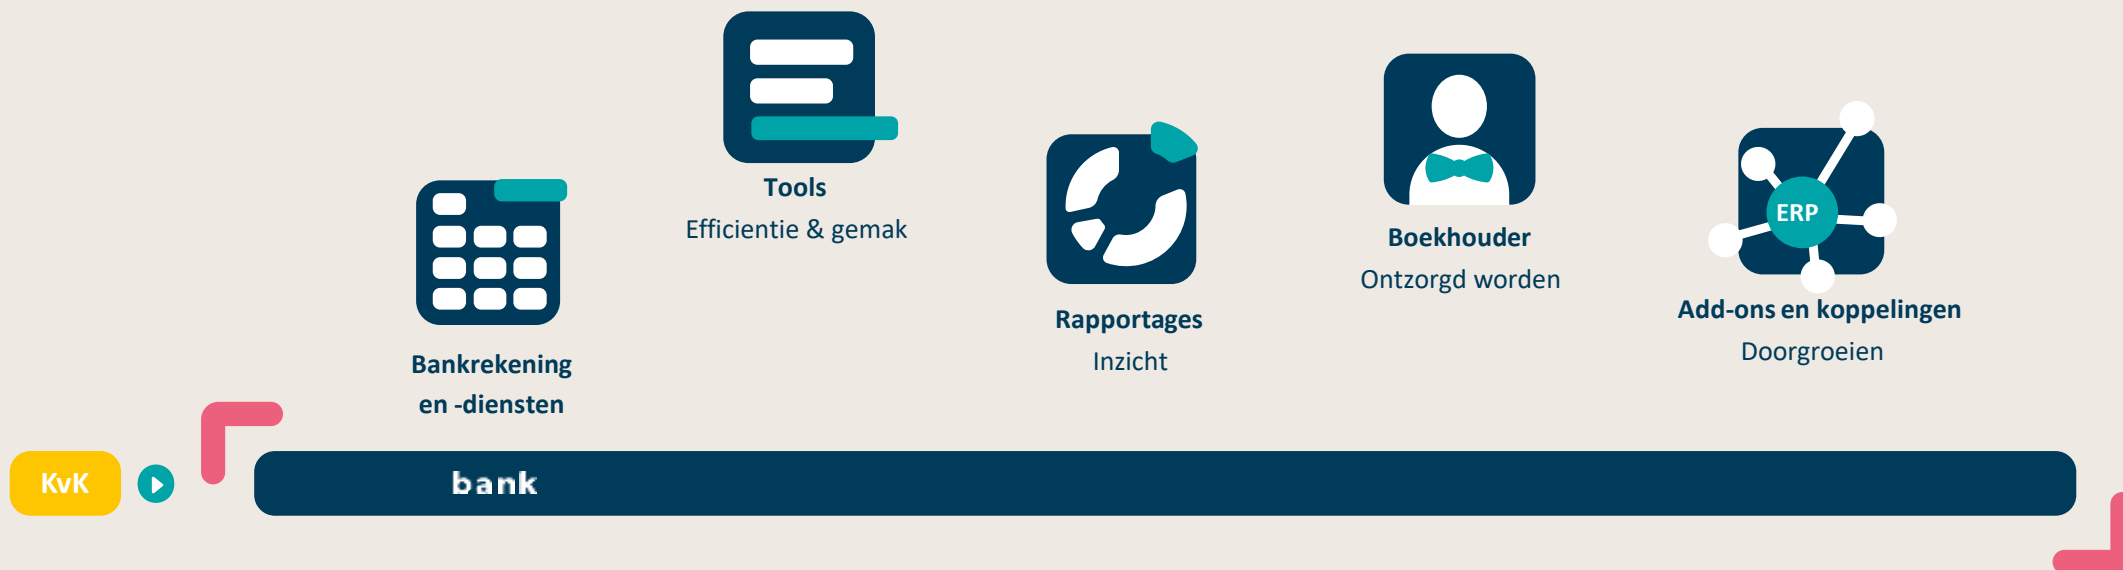 Tools
Efficientie & gemak
Bankrekening
en -diensten
Rapportages
Inzicht
Boekhouder
Ontzorgd worden
ERP
Add-ons en koppelingen
Doorgroeien
KvK
bank